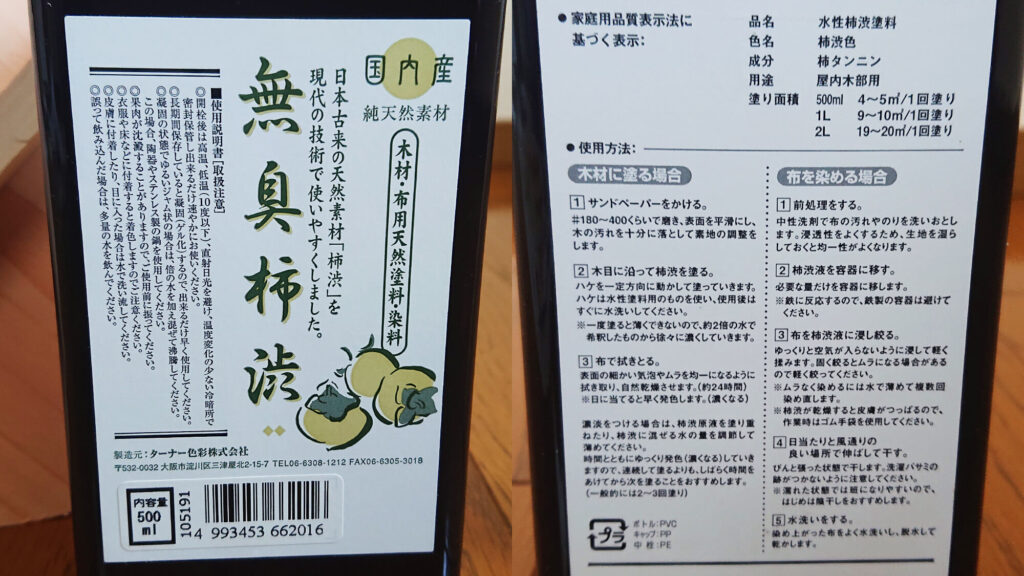 国内産
純天然素材
日本古来の天然素材「柿渋」を
現代の技術で使いやすくしました。
木材・布用天然塗料・染料
無臭柿渋
■使用説明書【取扱注意】
◎開栓後は高温、低温(10度以下)、直射日光を避け、温度変化の少ない冷暗所で
密封保管し出来るだけ速やかにお使いください。
◎長期間保存していると凝固(ゲル化)するので、出来るだけ早く使用してください。
◎凝固の状態でゆるいジャム状の場合は、倍の水を加え混ぜて沸騰してください。
この場合、陶器やステンレス製の鍋を使用してください。
◎果肉が沈澱することがありますので、ご使用前に振ってください。
◎衣服や床などに付着すると着色しますのでご注意ください。
◎皮膚に付着したり、目に入った場合は水で洗い流してください。
◎誤って飲み込んだ場合は、多量の水を飲んでください。
製造元:ターナー色彩株式会社
〒532-0032 大阪市淀川区三津屋北2-15-7 TEL06-6308-1212 FAX06-6305-3018
内容量
500
ml
105191
4 993453 662016
●家庭用品質表示法に
基づく表示:
品名 水性柿渋塗料
色名 柿渋色
成分 柿タンニン
用途 屋内木部用
塗り面積 500ml 4〜5㎡/1回塗り
1L 9〜10㎡/1回塗り
2L 19〜20㎡/1回塗り
●使用方法:
木材に塗る場合
1 サンドペーパーをかける。
#180〜400くらいで磨き、表面を平滑にし、
木の汚れを十分に落として素地の調整を
します。
2 木目に沿って柿渋を塗る。
ハケを一定方向に動かして塗っていきます。
ハケは水性塗料用のものを使い、使用後は
すぐに水洗いしてください。
※一度塗ると薄くできないので、約2倍の水で
希釈したものから徐々に濃くしていきます。
3 布で拭きとる。
表面の細かい気泡やムラを均一になるように
拭き取り、自然乾燥させます。(約24時間)
※日に当てると早く発色します。(濃くなる)
濃淡をつける場合は、柿渋原液を塗り重
ねたり、柿渋に混ぜる水の量を調節して
薄めてください。
時間とともにゆっくり発色(濃くなる)していき
ますので、連続して塗るよりも、しばらく時間を
あけてから次を塗ることをおすすめします。
(一般的には2〜3回塗り)
プラ
ボトル:PVC
キャップ:PP
中 栓:PE
布を染める場合
1 前処理をする。
中性洗剤で布の汚れやのりを洗いおとし
ます。浸透性をよくするため、生地を湿ら
しておくと均一性がよくなります。
2 柿渋液を容器に移す。
必要な量だけを容器に移します。
※鉄に反応するので、鉄製の容器は避けて
ください。
3 布を柿渋液に浸し絞る。
ゆっくりと空気が入らないように浸して軽く
揉みます。固く絞るとムラになる場合がある
ので軽く絞ってください。
※ムラなく染めるには水で薄めて複数回
染め直します。
※柿渋が乾燥すると皮膚がつっぱるので、
作業時はゴム手袋を使用してください。
4 日当たりと風通りの
良い場所で伸ばして干す。
ぴんと張った状態で干します。洗濯バサミの
跡がつかないように注意してください。
※濡れた状態では斑になりやすいので、
はじめは陰干しをおすすめします。
5 水洗いをする。
染め上がった布をよく水洗いし、脱水して
乾かします。